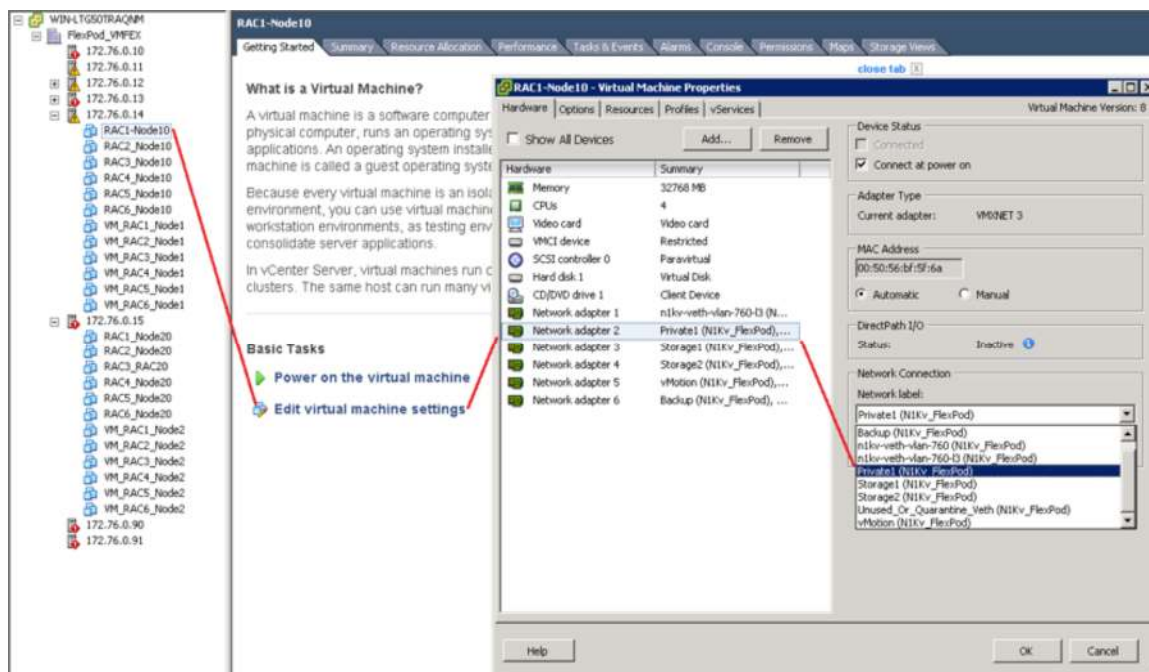 WIN-LTGS0TRAQNM
FlexPod_VMFEX
172.76.0.10
172.76.0.11
172.76.0.12
172.76.0.13
172.76.0.14
RAC1-Node10
RAC2_Node10
RAC3_Node10
RAC4_Node10
RAC5_Node10
RAC6_Node10
VM_RAC1_Node1
VM_RAC2_Node1
VM_RAC3_Node1
VM_RAC4_Node1
VM_RAC5_Node1
VM_RAC6_Node1
172.76.0.15
RAC1_Node20
RAC2_Node20
RAC3_RAC20
RAC4_Node20
RAC5_Node20
RAC6_Node20
VM_RAC1_Node2
VM_RAC2_Node2
VM_RAC3_Node2
VM_RAC4_Node2
VM_RAC5_Node2
VM_RAC6_Node2
172.76.0.90
172.76.0.91
RAC1-Node10
Getting Started Summary Resource Allocation Performance Tasks & Events Alarms Console Permissions Maps Storage Views
close tab
What is a Virtual Machine?
A virtual machine is a software computer
physical computer, runs an operating sys
applications. An operating system installe
machine is called a guest operating syste
Because every virtual machine is an isola
environment, you can use virtual machine
workstation environments, as testing env
consolidate server applications.
In vCenter Server, virtual machines run o
clusters. The same host can run many vi
Basic Tasks
Power on the virtual machine
Edit virtual machine settings
RAC1-Node10 - Virtual Machine Properties
Hardware Options Resources Profiles vServices Virtual Machine Version: 8
Show All Devices Add... Remove
Hardware Summary
Memory 32768 MB
CPUs 4
Video card Video card
VMCI device Restricted
SCSI controller 0 Paravirtual
Hard disk 1 Virtual Disk
CD/DVD drive 1 Client Device
Network adapter 1 n1kv-veth-vlan-760-l3 (N...
Network adapter 2 Private1 (N1Kv_FlexPod),...
Network adapter 3 Storage1 (N1Kv_FlexPod),...
Network adapter 4 Storage2 (N1Kv_FlexPod),...
Network adapter 5 vMotion (N1Kv_FlexPod),...
Network adapter 6 Backup (N1Kv_FlexPod), ...
Device Status
Connected
Connect at power on
Adapter Type
Current adapter: VMXNET 3
MAC Address
00:50:56:bf:5f:6a
Automatic Manual
DirectPath I/O
Status: Inactive
Network Connection
Network label:
Private1 (N1Kv_FlexPod)
Backup (N1Kv_FlexPod)
n1kv-veth-vlan-760 (N1Kv_FlexPod)
n1kv-veth-vlan-760-l3 (N1Kv_FlexPod)
Private1 (N1Kv_FlexPod)
Storage1 (N1Kv_FlexPod)
Storage2 (N1Kv_FlexPod)
Unused_Or_Quarantine_Veth (N1Kv_FlexPod)
vMotion (N1Kv_FlexPod)
Help OK Cancel